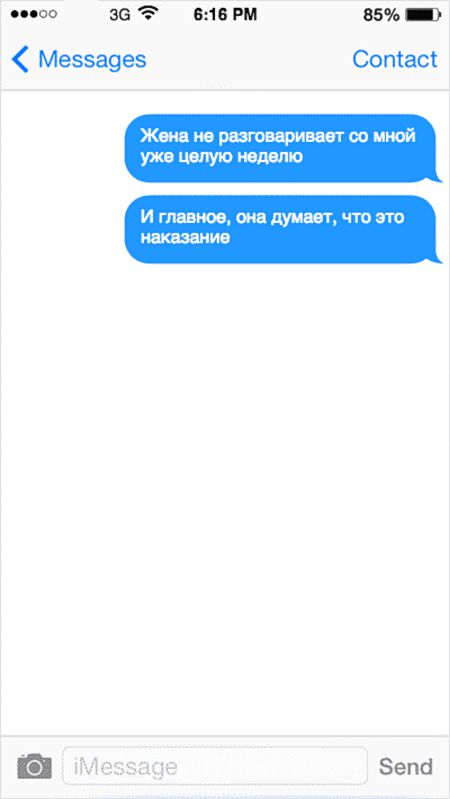 3G 6:16 PM 85%
Messages Contact
Жена не разговаривает со мной
уже целую неделю
И главное, она думает, что это
наказание
iMessage Send